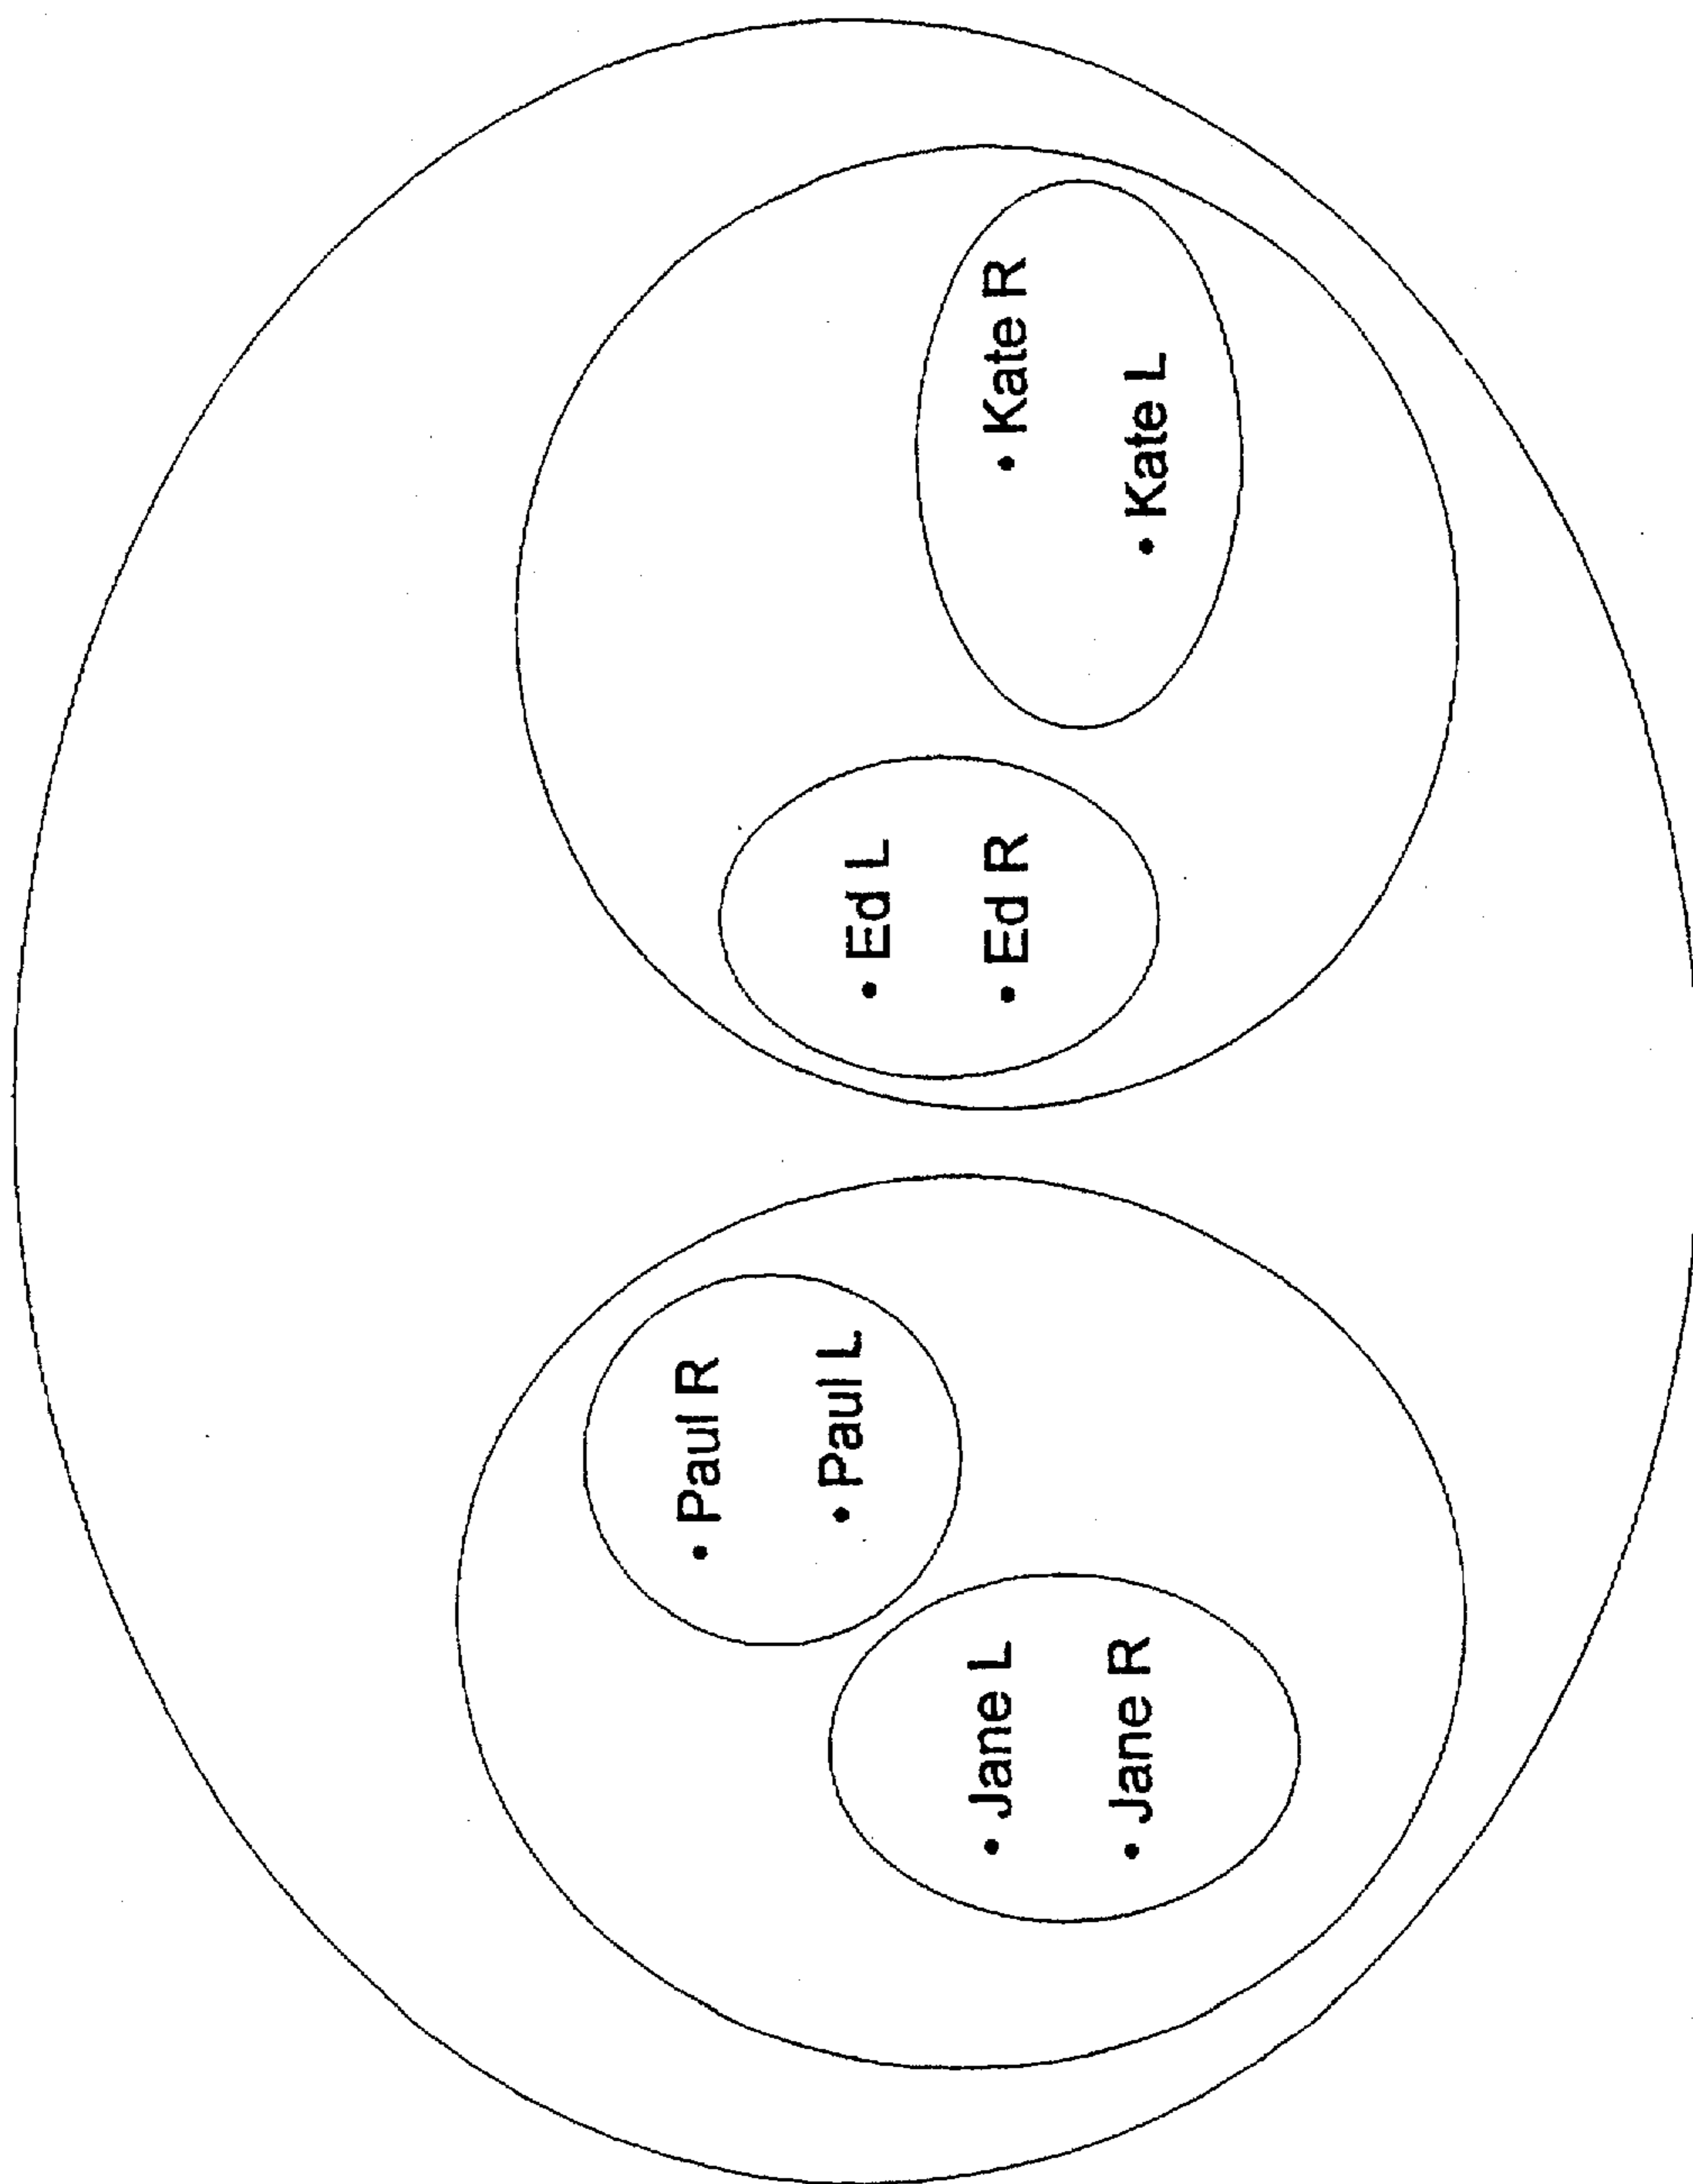 • Paul R
• Paul L
• Jane L
• Jane R
• Ed L
• Ed R
• Kate R
• Kate L